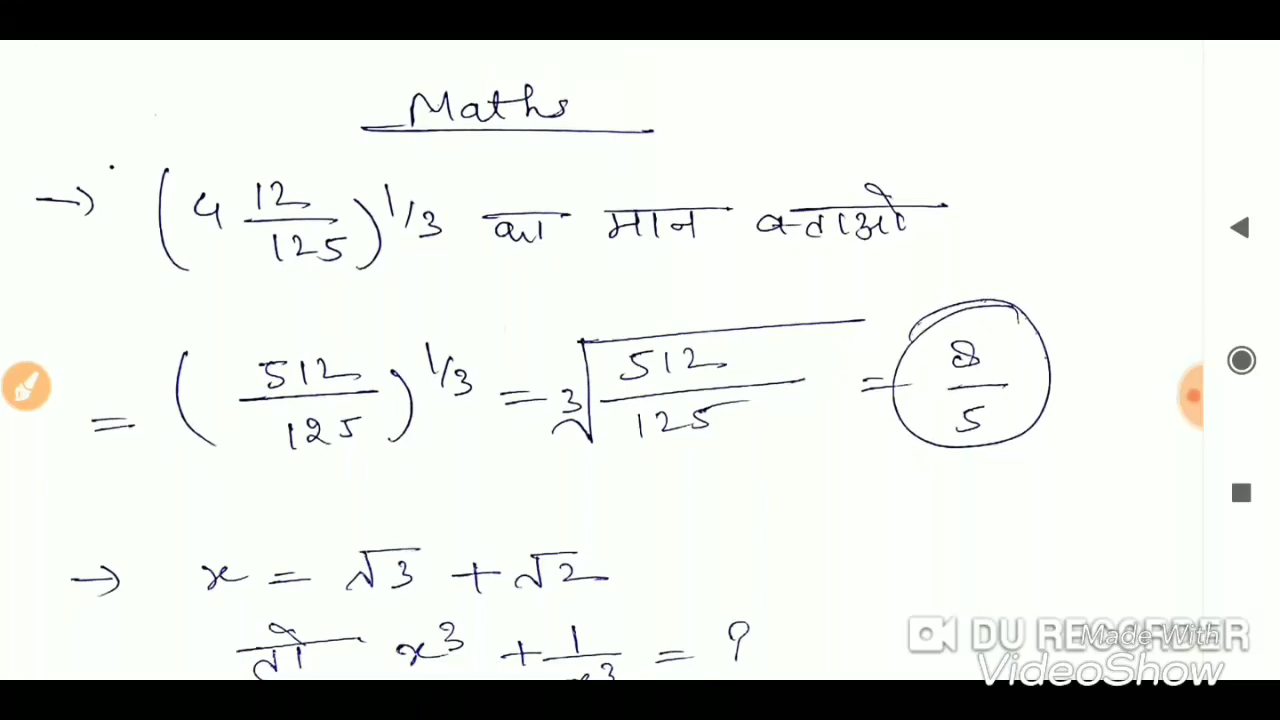 Maths
→ (4 12/125)^1/3 का मान बताओ
= (512/125)^1/3 = ∛512/125 = 8/5
→ x = √3 + √2
तो x³ + 1/x³ = ?
DU RECORDER
Made With
VideoShow